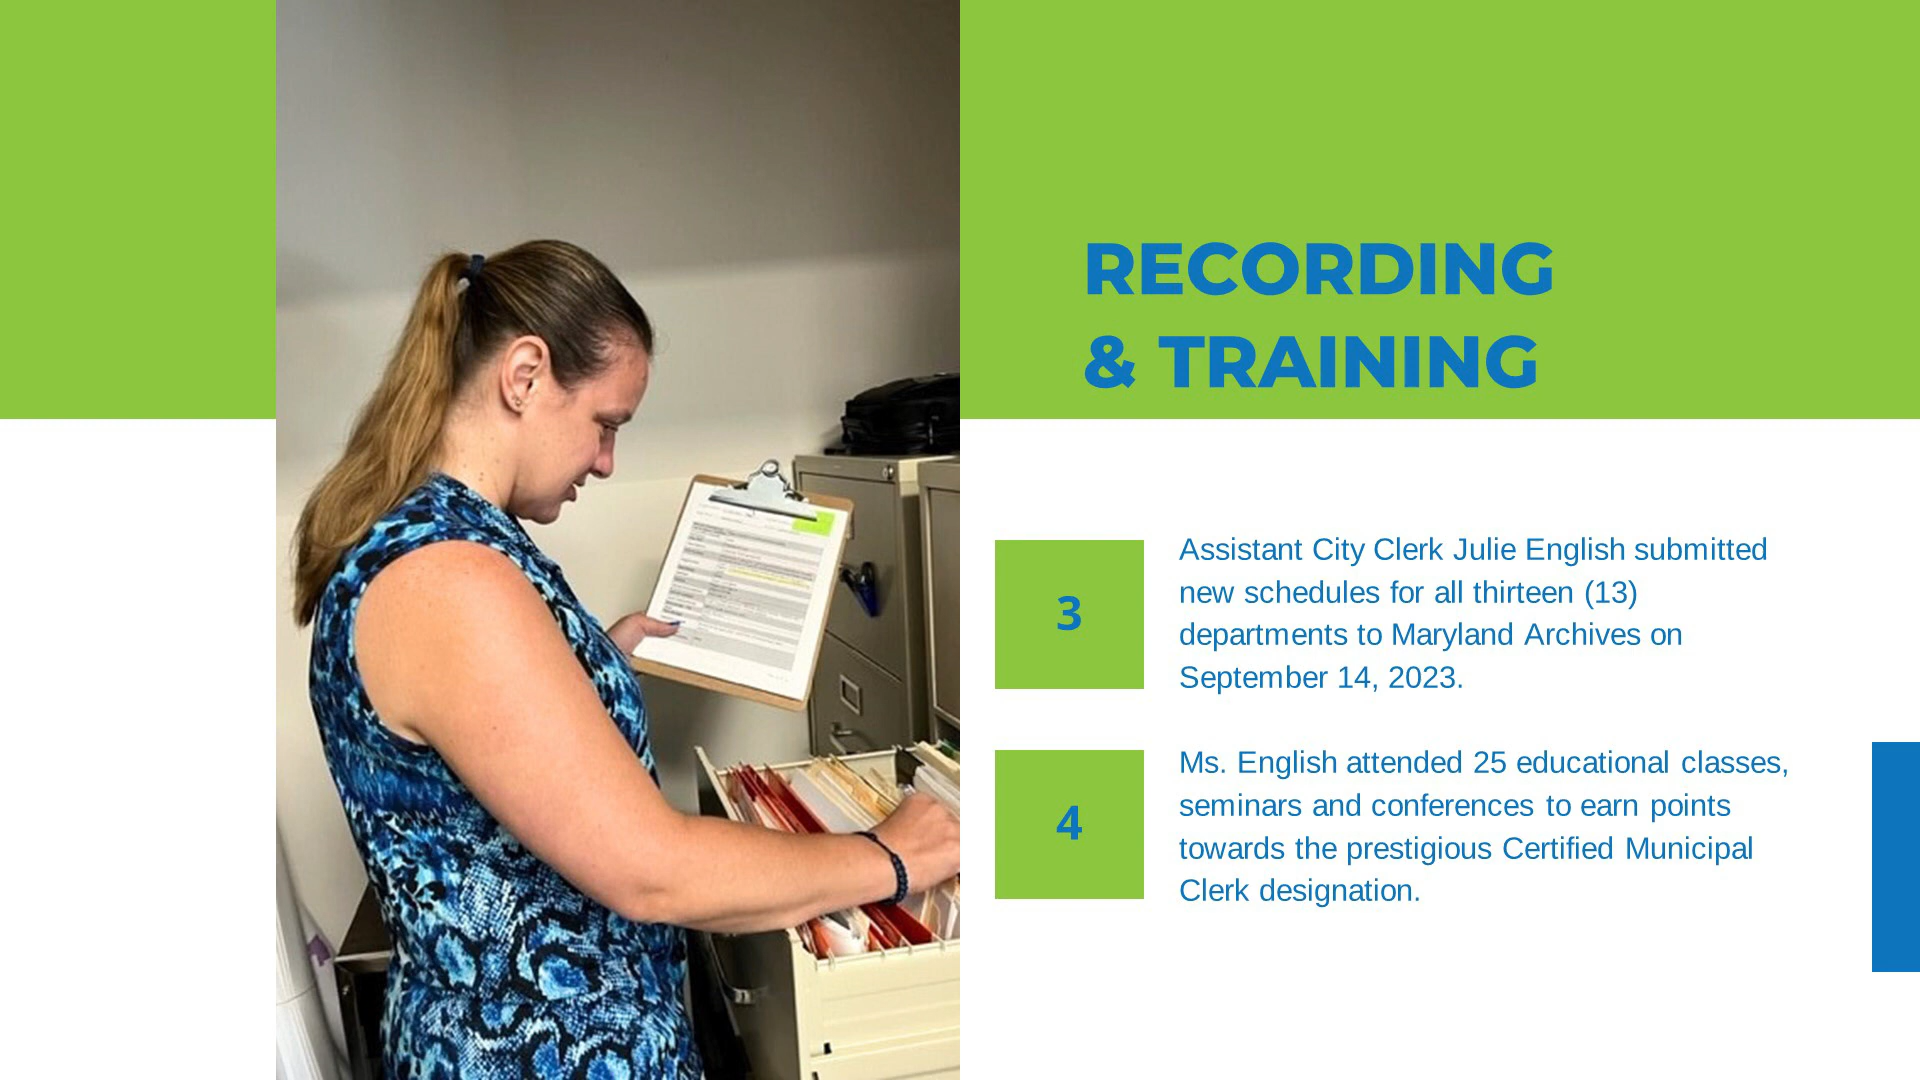 RECORDING
& TRAINING
3
Assistant City Clerk Julie English submitted
new schedules for all thirteen (13)
departments to Maryland Archives on
September 14, 2023.
4
Ms. English attended 25 educational classes,
seminars and conferences to earn points
towards the prestigious Certified Municipal
Clerk designation.